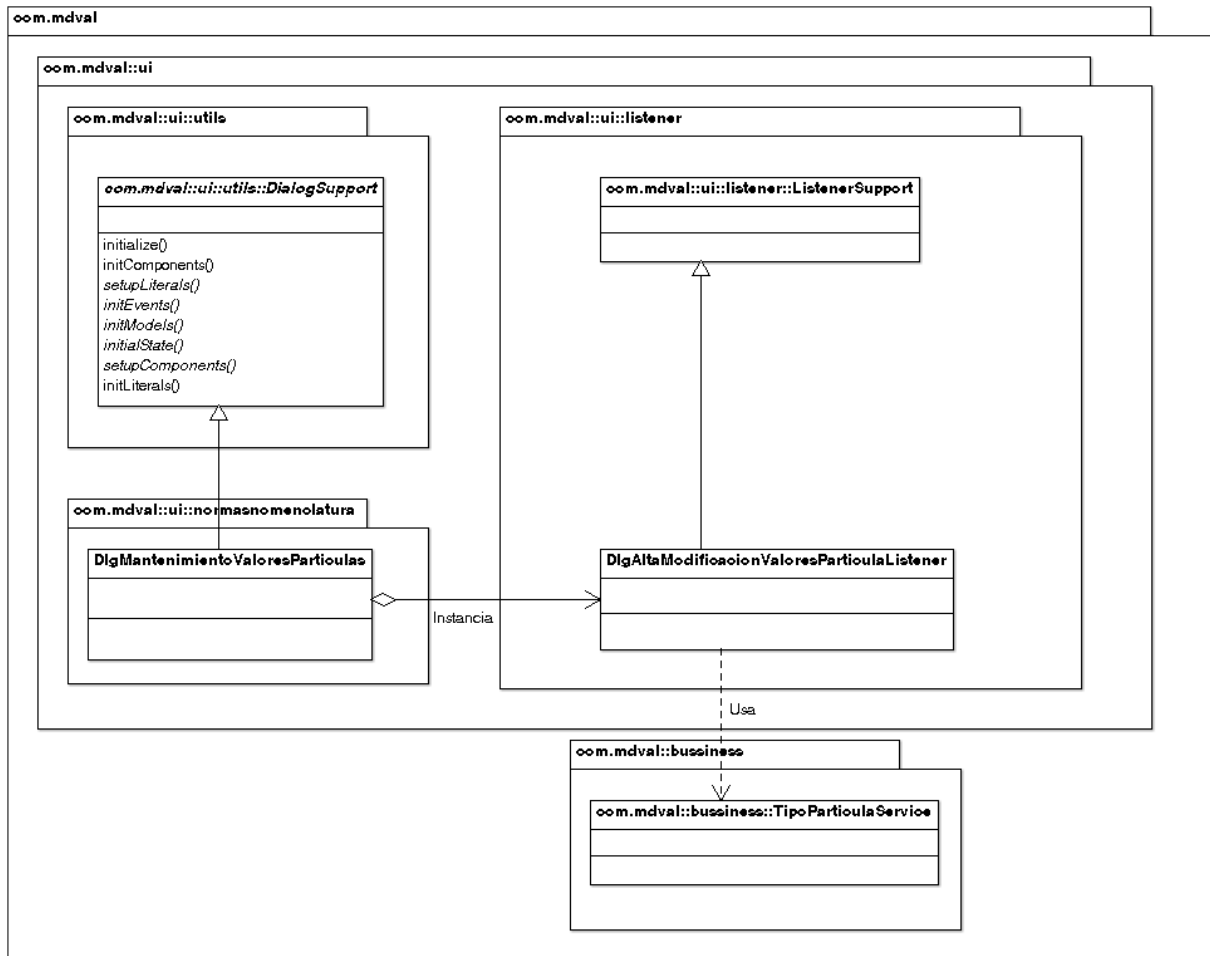 com.mdval
com.mdval::ui
com.mdval::ui::utils
com.mdval::ui::listener
com.mdval::ui::utils::DialogSupport
com.mdval::ui::listener::ListenerSupport
initialize()
initComponents()
setupLiterals()
initEvents()
initModels()
initialState()
setupComponents()
initLiterals()
com.mdval::ui::normasnomenclatura
DlgMantenimientoValoresParticulas
DlgAltaModificacionValoresParticulaListener
Instancia
Usa
com.mdval::bussiness
com.mdval::bussiness::TipoParticulaService